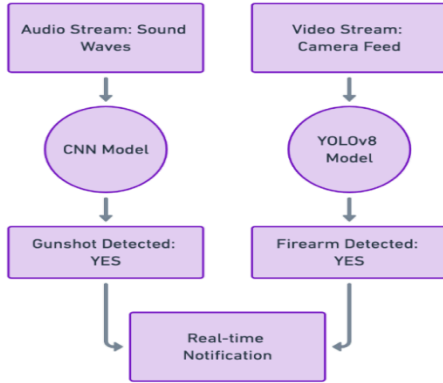 Audio Stream: Sound
Waves
Video Stream:
Camera Feed
CNN Model
YOLOv8
Model
Gunshot Detected:
YES
Firearm Detected:
YES
Real-time
Notification